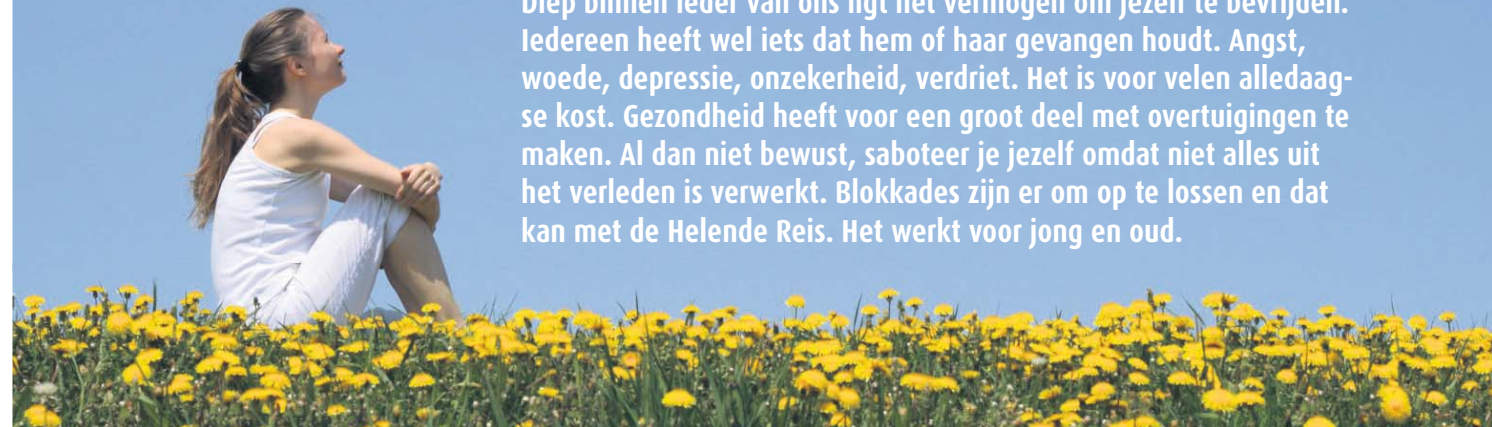 Diep binnen ieder van ons ligt het vermogen om jezelf te bevrijden.
Iedereen heeft wel iets dat hem of haar gevangen houdt. Angst,
woede, depressie, onzekerheid, verdriet. Het is voor velen alledaag-
se kost. Gezondheid heeft voor een groot deel met overtuigingen te
maken. Al dan niet bewust, saboteer je jezelf omdat niet alles uit
het verleden is verwerkt. Blokkades zijn er om op te lossen en dat
kan met de Helende Reis. Het werkt voor jong en oud.